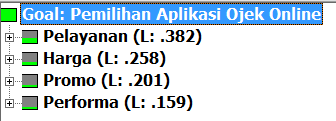 Goal: Pemilihan Aplikasi Ojek Online
Pelayanan (L: .382)
Harga (L: .258)
Promo (L: .201)
Performa (L: .159)